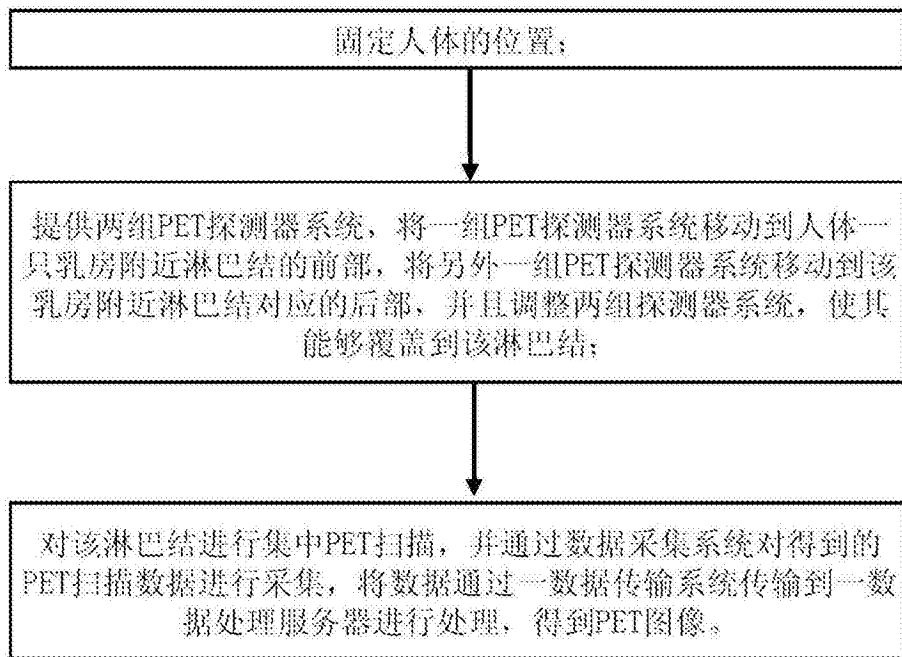 固定人体的位置;
提供两组PET探测器系统，将一组PET探测器系统移动到人体一
只乳房附近淋巴结的前部，将另外一组PET探测器系统移动到该
乳房附近淋巴结对应的后部，并且调整两组探测器系统，使其
能够覆盖到该淋巴结;
对该淋巴结进行集中PET扫描，并通过数据采集系统对得到的
PET扫描数据进行采集，将数据通过一数据传输系统传输到一数
据处理服务器进行处理，得到PET图像。